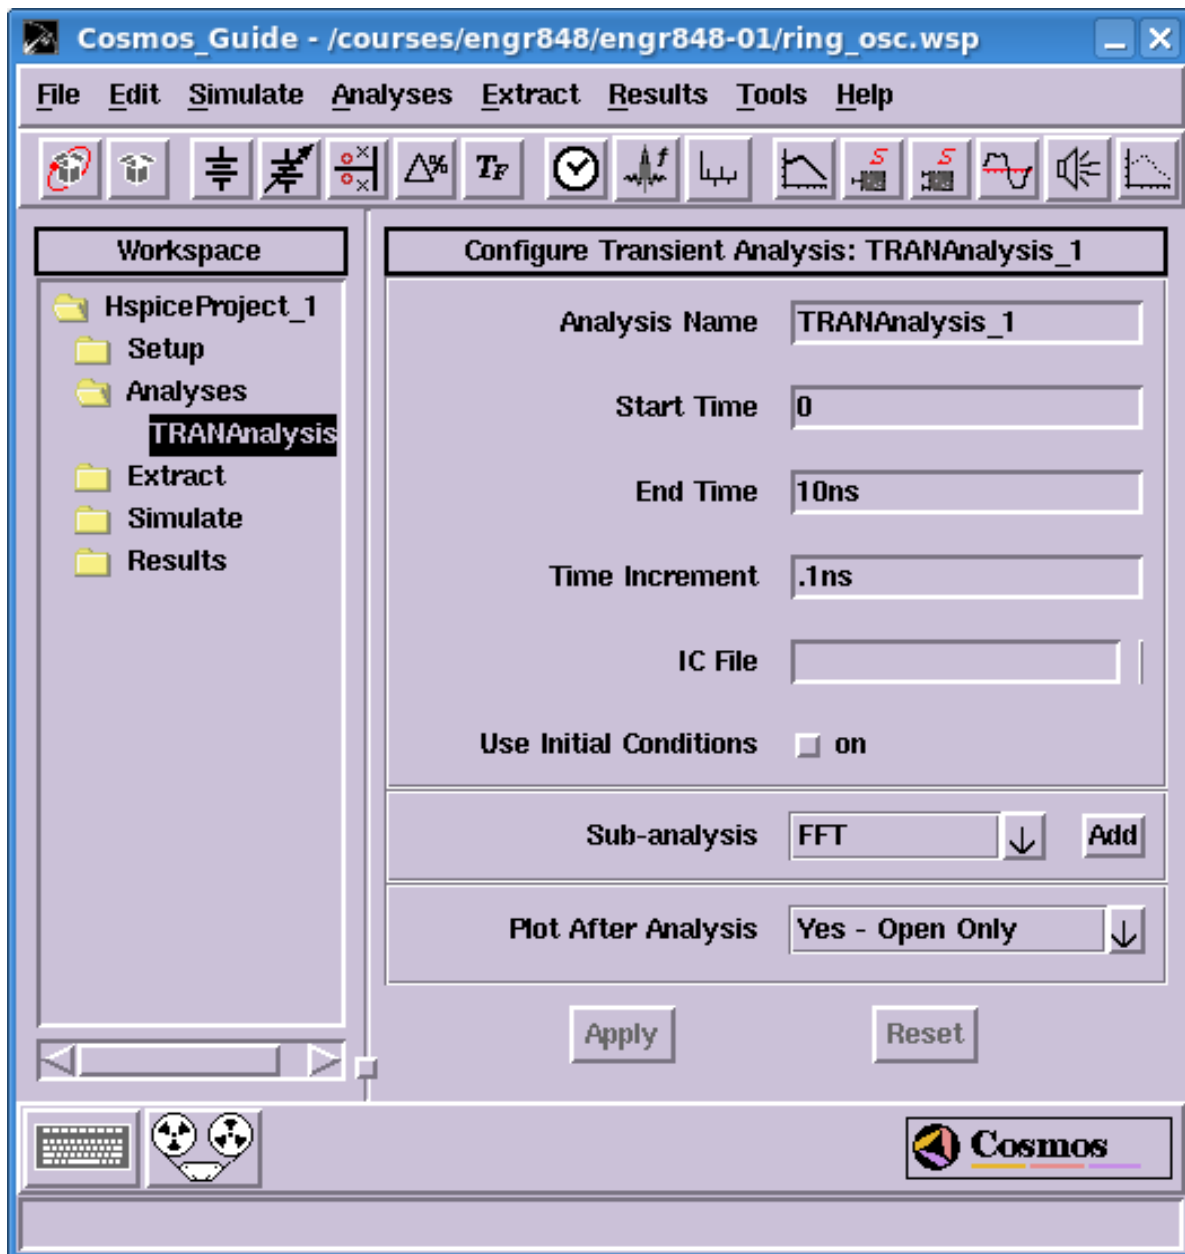 Cosmos_Guide - /courses/engr848/engr848-01/ring_osc.wsp
File Edit Simulate Analyses Extract Results Tools Help
Δ% TF f S S
Workspace
HspiceProject_1
Setup
Analyses
TRANAnalysis
Extract
Simulate
Results
Configure Transient Analysis: TRANAnalysis_1
Analysis Name TRANAnalysis_1
Start Time 0
End Time 10ns
Time Increment .1ns
IC File
Use Initial Conditions on
Sub-analysis FFT Add
Plot After Analysis Yes - Open Only
Apply Reset
Cosmos